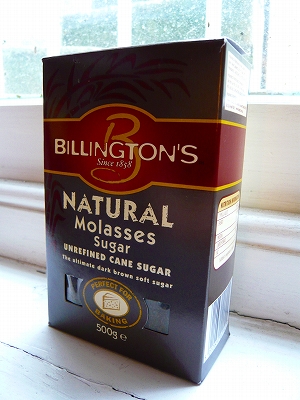 B
BILLINGTON'S
Since 1858
NATURAL
Molasses
Sugar
UNREFINED CANE SUGAR
The ultimate dark brown soft sugar
PERFECT FOR
BAKING
500g e